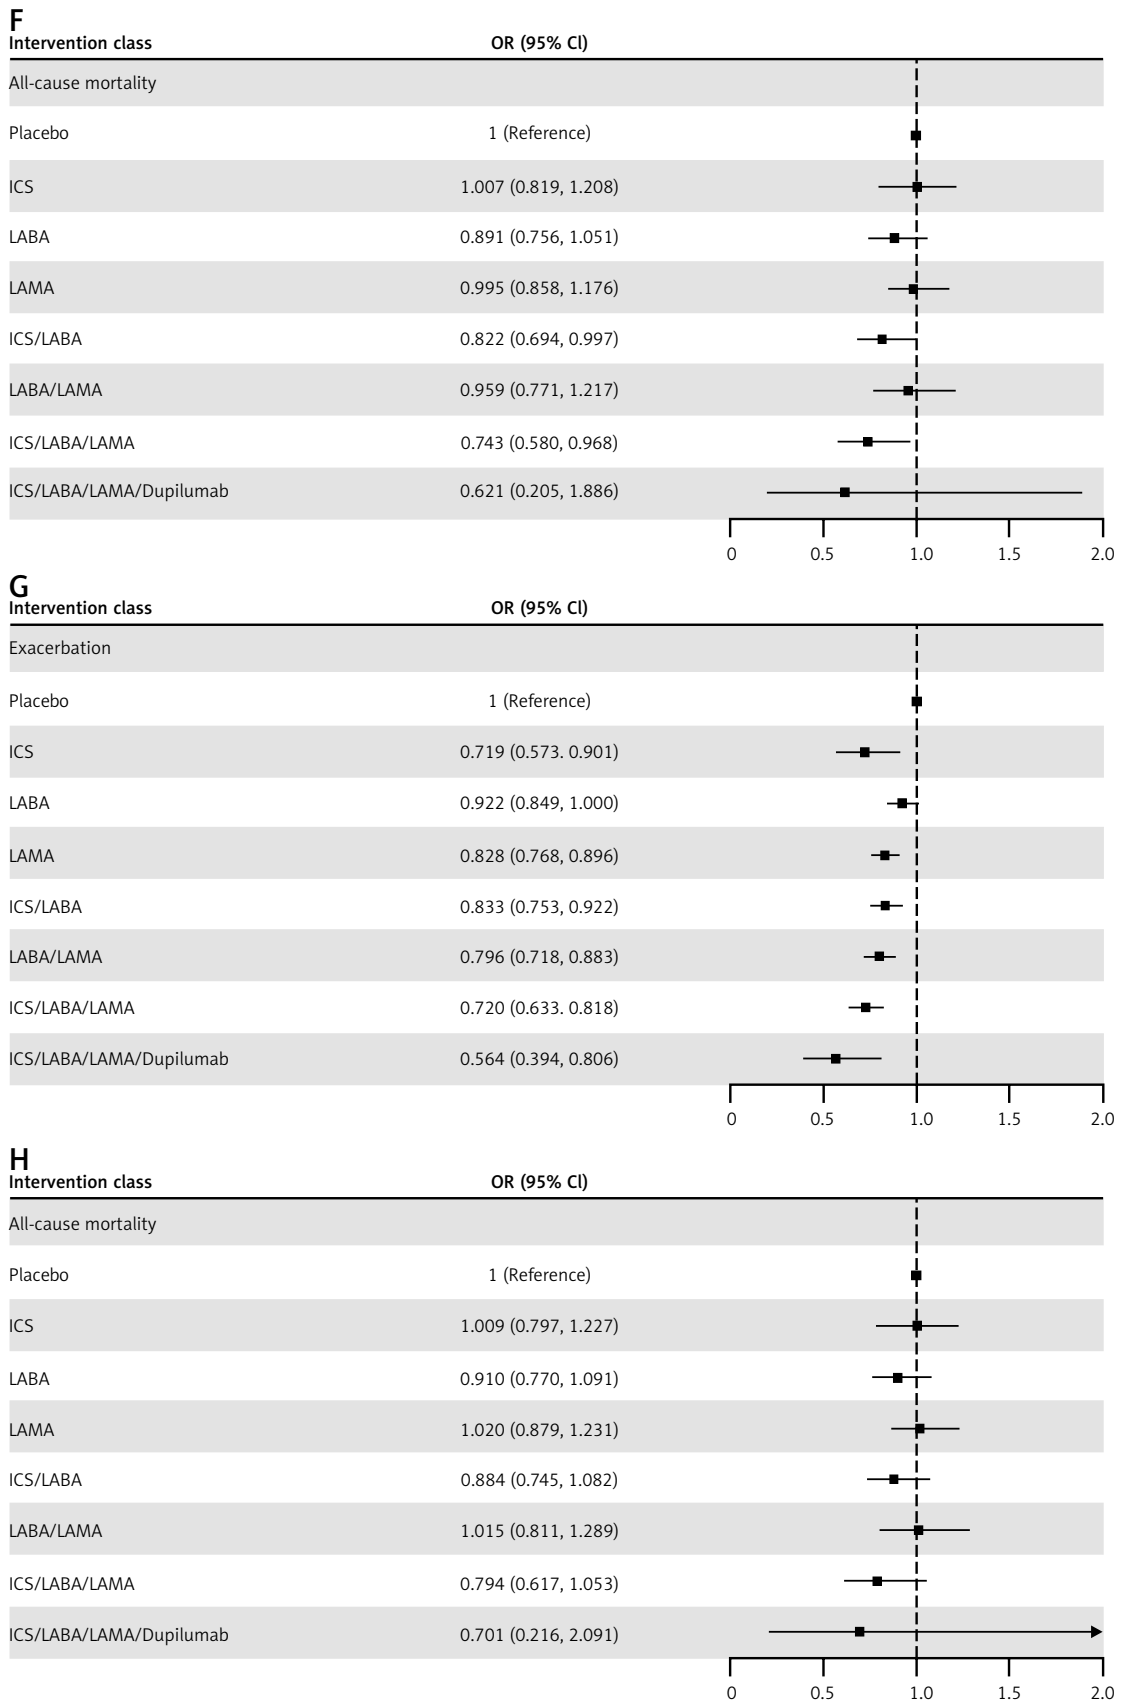 F
Intervention class OR (95% Cl)
All-cause mortality
Placebo 1 (Reference)
ICS 1.007 (0.819, 1.208)
LABA 0.891 (0.756, 1.051)
LAMA 0.995 (0.858, 1.176)
ICS/LABA 0.822 (0.694, 0.997)
LABA/LAMA 0.959 (0.771, 1.217)
ICS/LABA/LAMA 0.743 (0.580, 0.968)
ICS/LABA/LAMA/Dupilumab 0.621 (0.205, 1.886)
0 0.5 1.0 1.5 2.0
G
Intervention class OR (95% Cl)
Exacerbation
Placebo 1 (Reference)
ICS 0.719 (0.573. 0.901)
LABA 0.922 (0.849, 1.000)
LAMA 0.828 (0.768, 0.896)
ICS/LABA 0.833 (0.753, 0.922)
LABA/LAMA 0.796 (0.718, 0.883)
ICS/LABA/LAMA 0.720 (0.633. 0.818)
ICS/LABA/LAMA/Dupilumab 0.564 (0.394, 0.806)
0 0.5 1.0 1.5 2.0
H
Intervention class OR (95% Cl)
All-cause mortality
Placebo 1 (Reference)
ICS 1.009 (0.797, 1.227)
LABA 0.910 (0.770, 1.091)
LAMA 1.020 (0.879, 1.231)
ICS/LABA 0.884 (0.745, 1.082)
LABA/LAMA 1.015 (0.811, 1.289)
ICS/LABA/LAMA 0.794 (0.617, 1.053)
ICS/LABA/LAMA/Dupilumab 0.701 (0.216, 2.091)
0 0.5 1.0 1.5 2.0